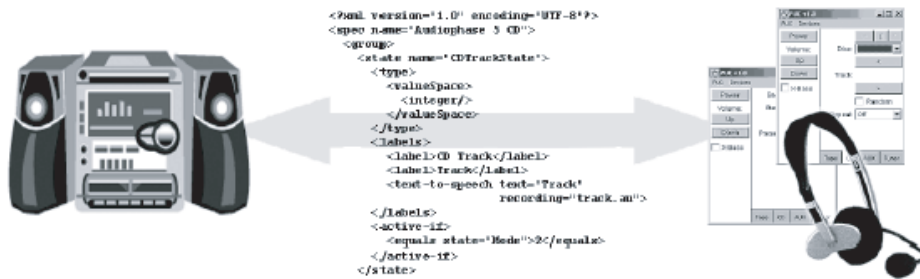 <?xml version="1.0" encoding="UTF-8"?>
<spec name="Audiophase 5 CD">
<group>
<state name="CDTrackState">
<type>
<valueSpace>
<integer/>
</valueSpace>
</type>
<labels>
<label>CD Track</label>
<label>Track</label>
<text-to-speech text="Track"
recording="track.au">
</labels>
<active-if>
<equals state="Mode">2</equals>
</active-if>
</state>
Power
Volume:
Up
Down
Disc
Track
Random
Off
Power
Volume:
Up
Down